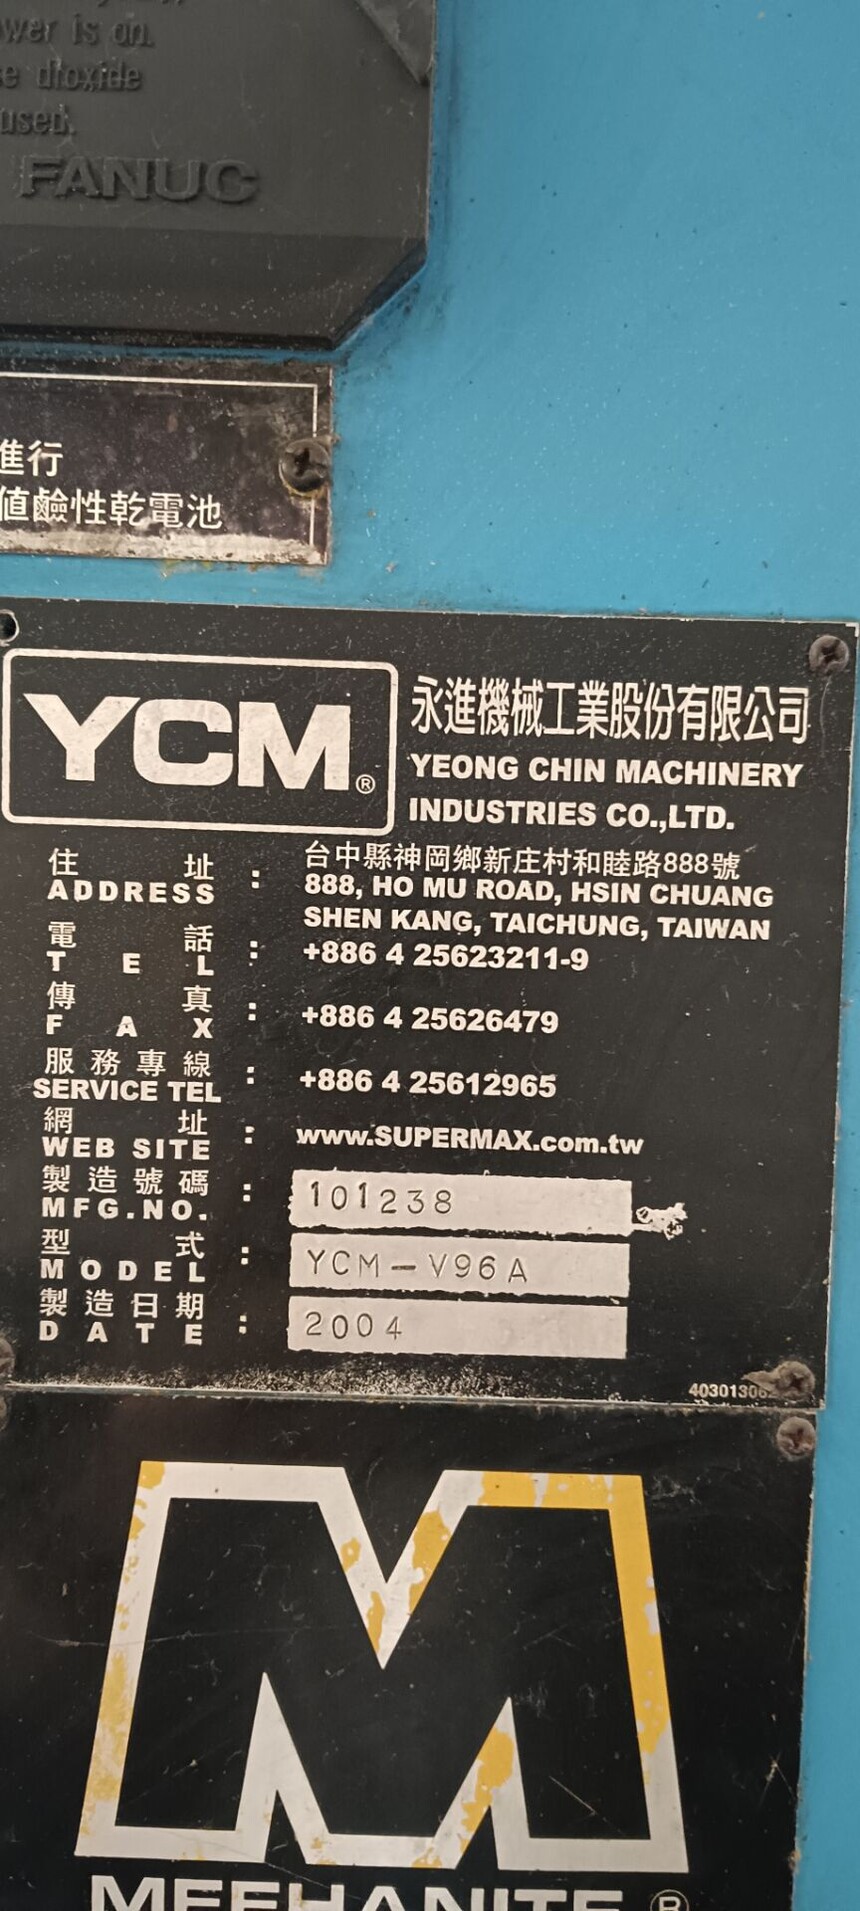 wer is on.
dioxide
used.
FANUC
進行
值鹼性乾電池
YCM®
永進機械工業股份有限公司
YEONG CHIN MACHINERY
INDUSTRIES CO.,LTD.
住址 : 台中縣神岡鄉新庄村和睦路888號
ADDRESS 888, HO MU ROAD, HSIN CHUANG
SHEN KANG, TAICHUNG, TAIWAN
電話
TEL : +886 4 25623211-9
傳真
FAX : +886 4 25626479
服務專線
SERVICE TEL : +886 4 25612965
網址
WEB SITE : www.SUPERMAX.com.tw
製造號碼
MFG.NO. : 101238
型式
MODEL : YCM-V96A
製造日期
DATE : 2004
MEEHANITE®